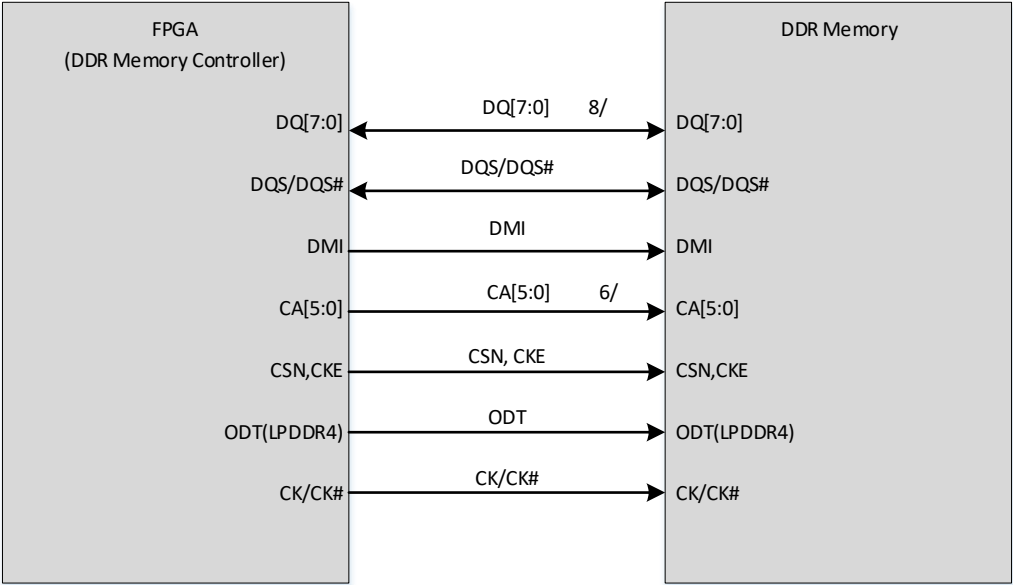 FPGA
(DDR Memory Controller)
DDR Memory
DQ[7:0]
DQ[7:0] 8/
DQ[7:0]
DQS/DQS#
DQS/DQS#
DQS/DQS#
DMI
DMI
DMI
CA[5:0]
CA[5:0] 6/
CA[5:0]
CSN,CKE
CSN, CKE
CSN,CKE
ODT(LPDDR4)
ODT
ODT(LPDDR4)
CK/CK#
CK/CK#
CK/CK#